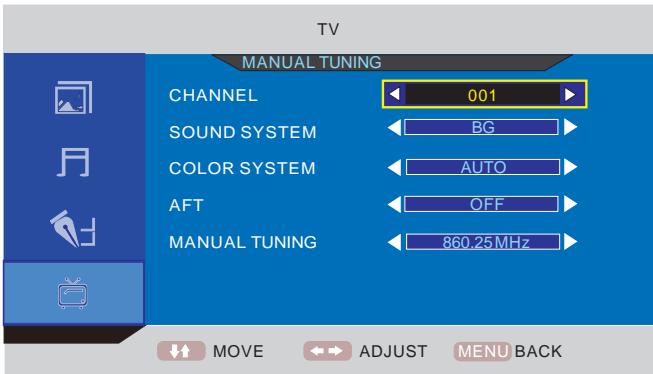 TV
MANUAL TUNING
CHANNEL 001
SOUND SYSTEM BG
COLOR SYSTEM AUTO
AFT OFF
MANUAL TUNING 860.25MHz
MOVE ADJUST MENU BACK